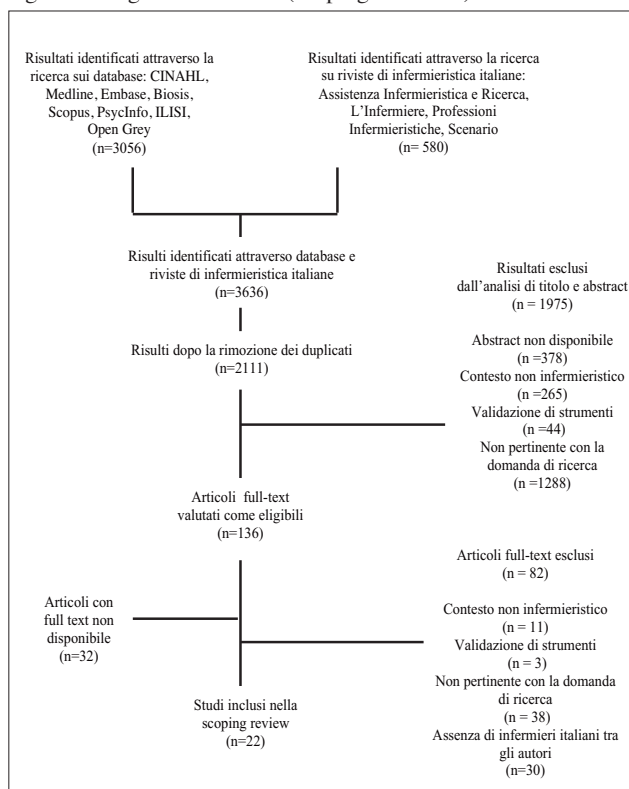 Risultati identificati attraverso la
ricerca sui database: CINAHL,
Medline, Embase, Biosis,
Scopus, PsycInfo, ILISI,
Open Grey
(n=3056)
Risultati identificati attraverso la ricerca
su riviste di infermieristica italiane:
Assistenza Infermieristica e Ricerca,
L'Infermiere, Professioni
Infermieristiche, Scenario
(n= 580)
Risulti identificati attraverso database e
riviste di infermieristica italiane
(n=3636)
Risultati esclusi
dall'analisi di titolo e abstract
(n = 1975)
Risulti dopo la rimozione dei duplicati
(n=2111)
Abstract non disponibile
(n =378)
Contesto non infermieristico
(n =265)
Validazione di strumenti
(n =44)
Non pertinente con la
domanda di ricerca
(n =1288)
Articoli full-text
valutati come eligibili
(n=136)
Articoli full-text esclusi
(n = 82)
Articoli con
full text non
disponibile
(n=32)
Contesto non infermieristico
(n = 11)
Validazione di strumenti
(n = 3)
Non pertinente con la domanda
di ricerca
(n = 38)
Assenza di infermieri italiani tra
gli autori
(n=30)
Studi inclusi nella
scoping review
(n=22)